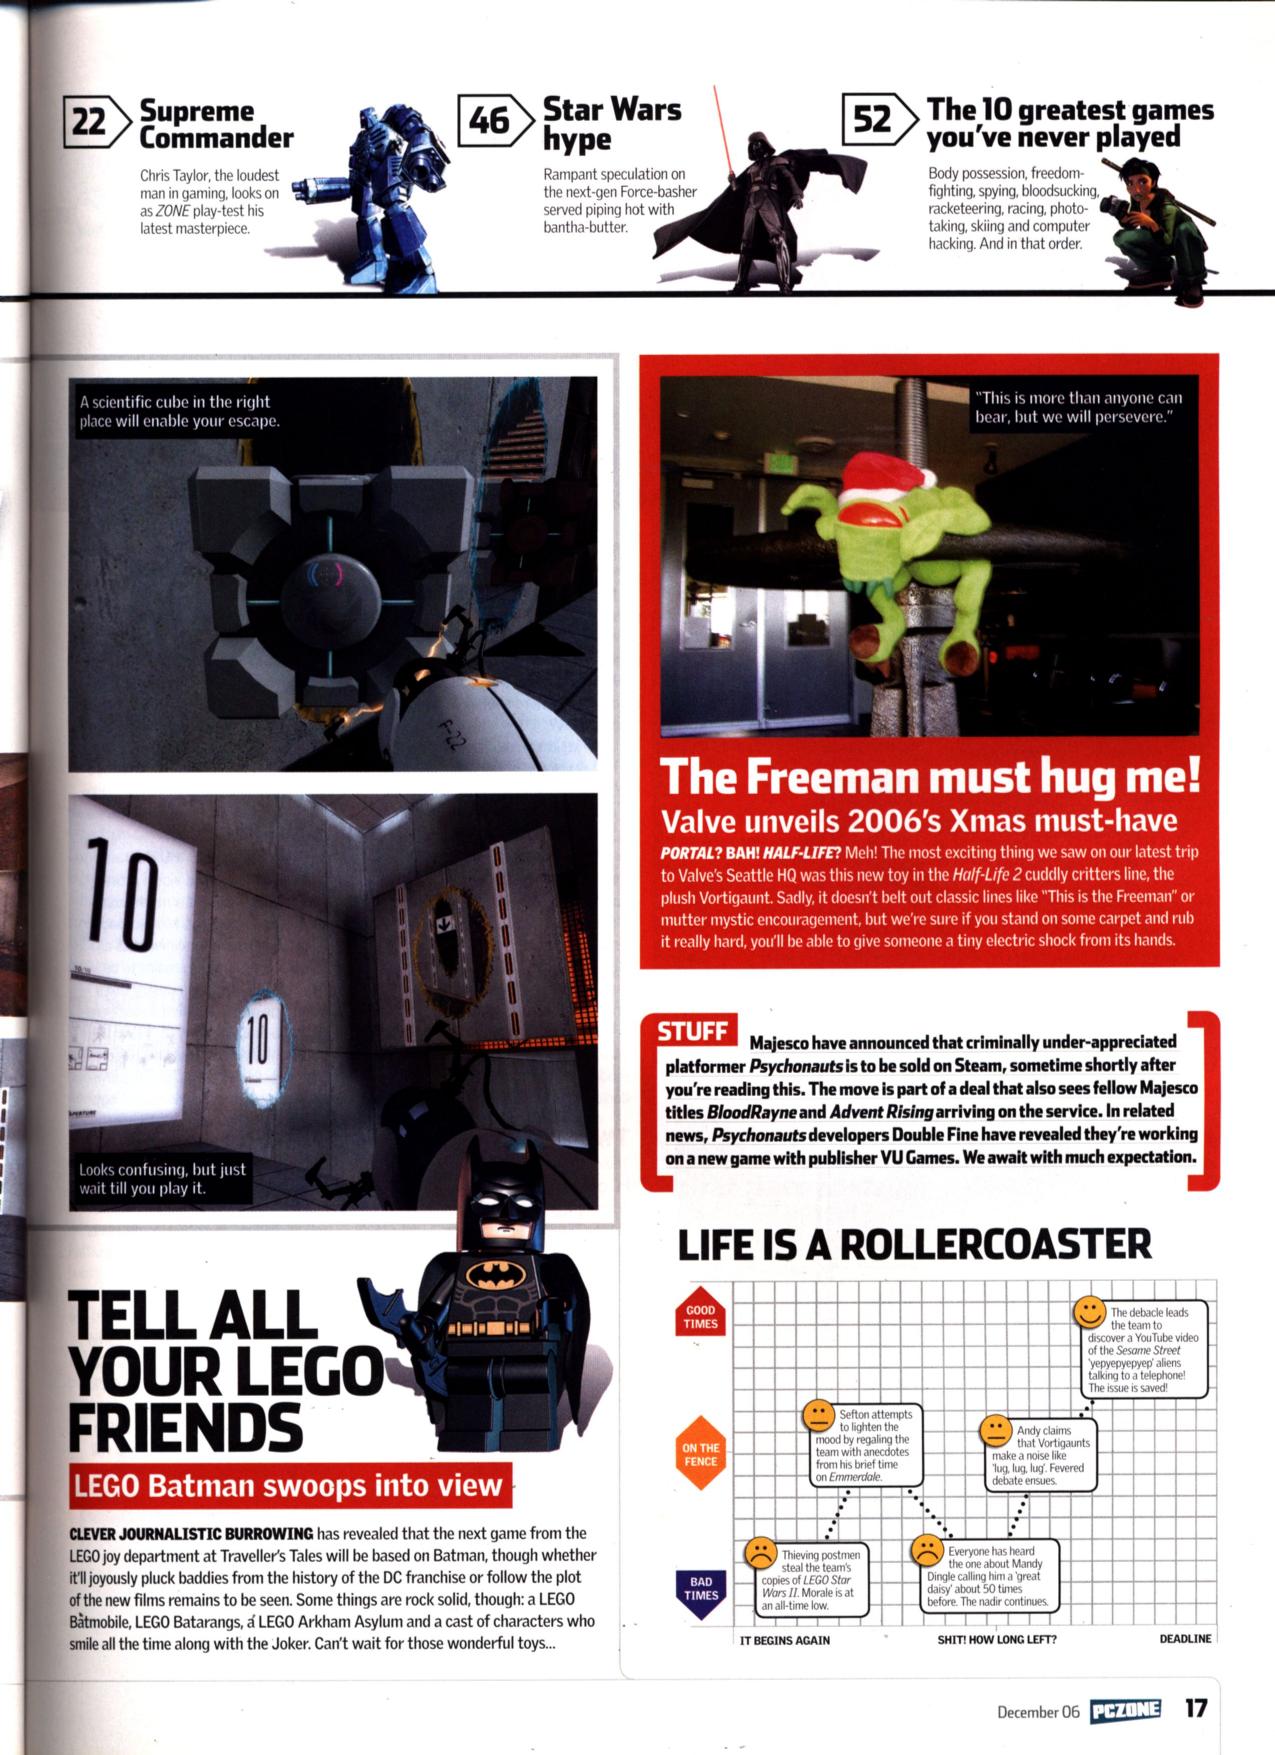 22
Supreme
Commander
Chris Taylor, the loudest
man in gaming, looks on
as ZONE play-test his
latest masterpiece.
46
Star Wars
hype
Rampant speculation on
the next-gen Force-basher
served piping hot with
bantha-butter.
52
The 10 greatest games
you've never played
Body possession, freedom-
fighting, spying, bloodsucking,
racketeering, racing, photo-
taking, skiing and computer
hacking. And in that order.
A scientific cube in the right
place will enable your escape.
F-22
10
10
Looks confusing, but just
wait till you play it.
TELL ALL
YOUR LEGO
FRIENDS
LEGO Batman swoops into view
CLEVER JOURNALISTIC BURROWING has revealed that the next game from the
LEGO joy department at Traveller's Tales will be based on Batman, though whether
it'll joyously pluck baddies from the history of the DC franchise or follow the plot
of the new films remains to be seen. Some things are rock solid, though: a LEGO
Batmobile, LEGO Batarangs, a LEGO Arkham Asylum and a cast of characters who
smile all the time along with the Joker. Can't wait for those wonderful toys...
"This is more than anyone can
bear, but we will persevere."
The Freeman must hug me!
Valve unveils 2006's Xmas must-have
PORTAL? BAH! HALF-LIFE? Meh! The most exciting thing we saw on our latest trip
to Valve's Seattle HQ was this new toy in the Half-Life 2 cuddly critters line, the
plush Vortigaunt. Sadly, it doesn't belt out classic lines like "This is the Freeman" or
mutter mystic encouragement, but we're sure if you stand on some carpet and rub
it really hard, you'll be able to give someone a tiny electric shock from its hands.
STUFF
Majesco have announced that criminally under-appreciated
platformer Psychonauts is to be sold on Steam, sometime shortly after
you're reading this. The move is part of a deal that also sees fellow Majesco
titles BloodRayne and Advent Rising arriving on the service. In related
news, Psychonauts developers Double Fine have revealed they're working
on a new game with publisher VU Games. We await with much expectation.
LIFE IS A ROLLERCOASTER
GOOD
TIMES
ON THE
FENCE
BAD
TIMES
Thieving postmen
steal the team's
copies of LEGO Star
Wars II. Morale is at
an all-time low.
Sefton attempts
to lighten the
mood by regaling the
team with anecdotes
from his brief time
on Emmerdale.
Everyone has heard
the one about Mandy
Dingle calling him a 'great
daisy' about 50 times
before. The nadir continues.
Andy claims
that Vortigaunts
make a noise like
'lug, lug, lug'. Fevered
debate ensues.
The debacle leads
the team to
discover a YouTube video
of the Sesame Street
'yepyepyepyep' aliens
talking to a telephone!
The issue is saved!
IT BEGINS AGAIN
SHIT! HOW LONG LEFT?
DEADLINE
December 06
PCZONE
17